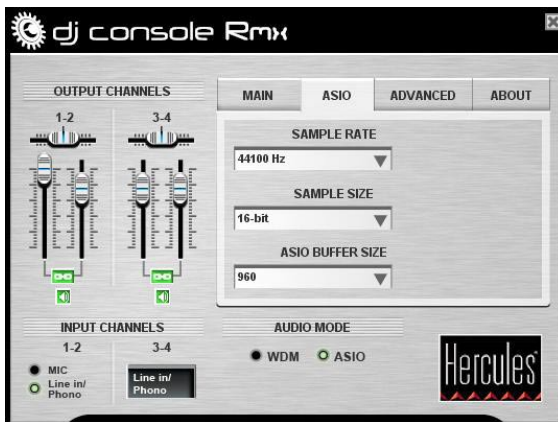 dj console Rmx
OUTPUT CHANNELS
1-2
3-4
MAIN
ASIO
ADVANCED
ABOUT
SAMPLE RATE
44100 Hz
SAMPLE SIZE
16-bit
ASIO BUFFER SIZE
960
INPUT CHANNELS
1-2
3-4
MIC
Line in/
Phono
Line in/
Phono
AUDIO MODE
WDM
ASIO
Hercules